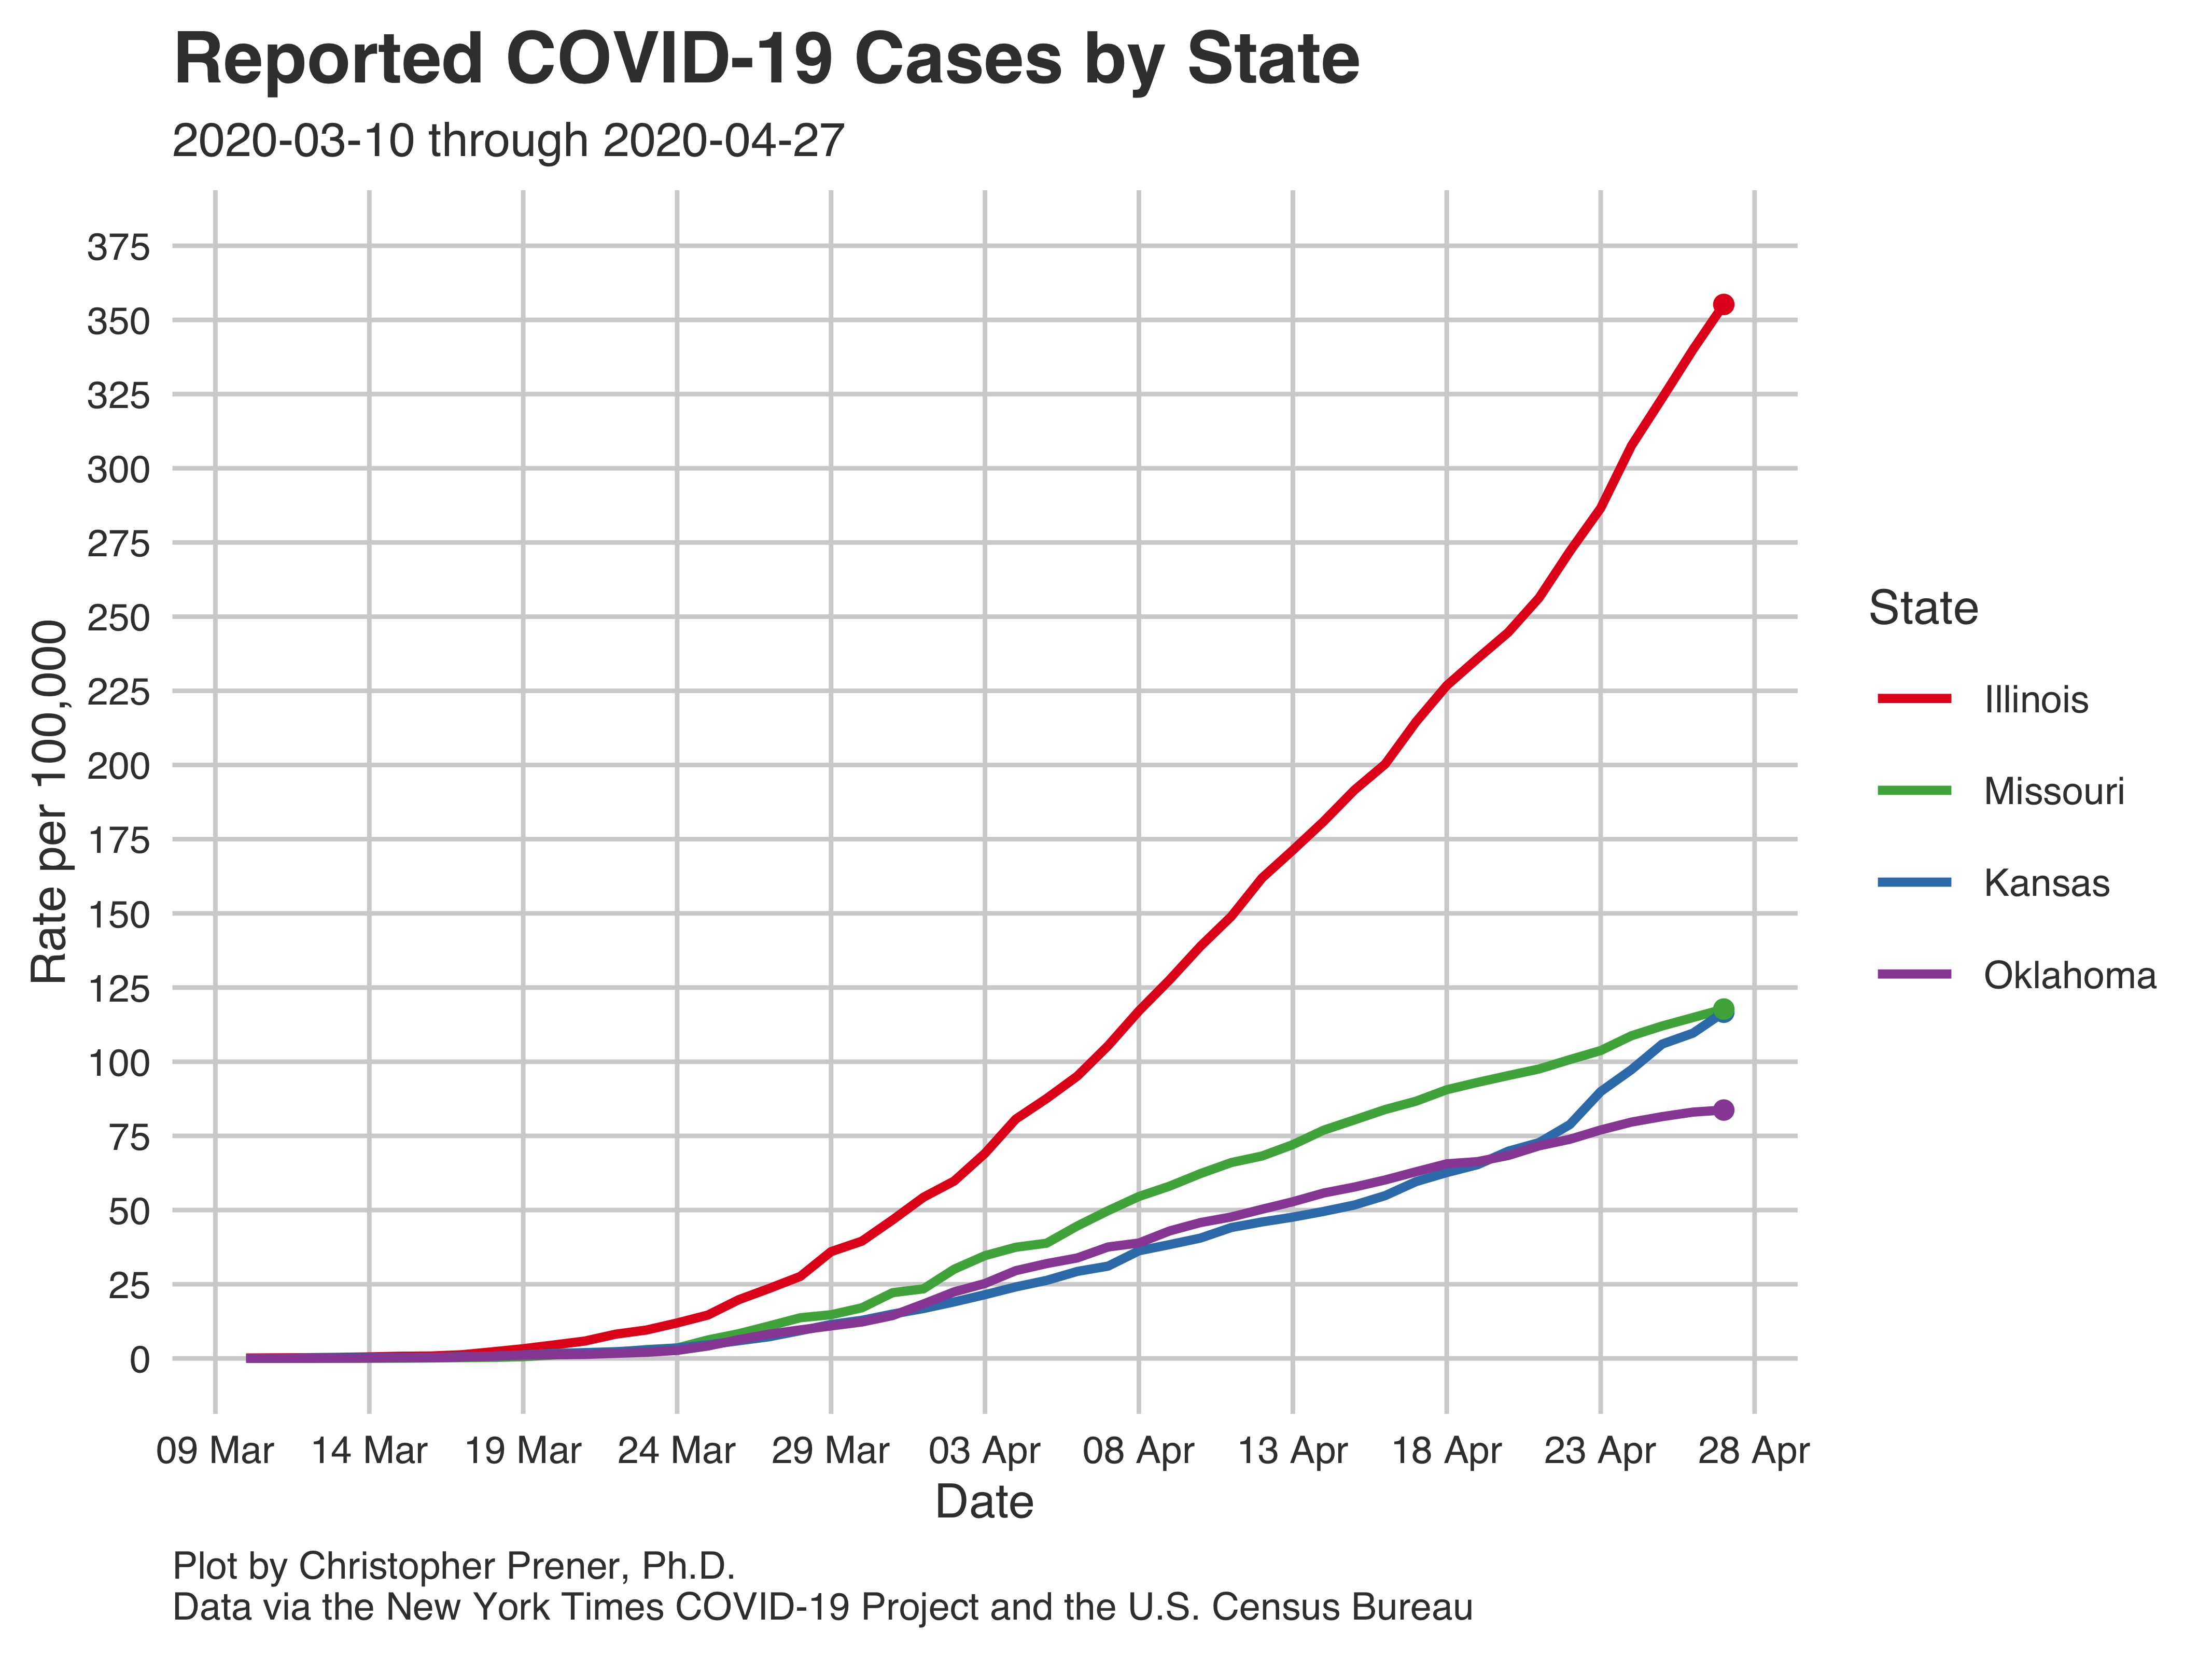 Reported COVID-19 Cases by State
2020-03-10 through 2020-04-27
375
350
325
300
275
250
225
200
175
150
125
100
75
50
25
0
Rate per 100,000
09 Mar 14 Mar 19 Mar 24 Mar 29 Mar 03 Apr 08 Apr 13 Apr 18 Apr 23 Apr 28 Apr
Date
State
Illinois
Missouri
Kansas
Oklahoma
Plot by Christopher Prener, Ph.D.
Data via the New York Times COVID-19 Project and the U.S. Census Bureau